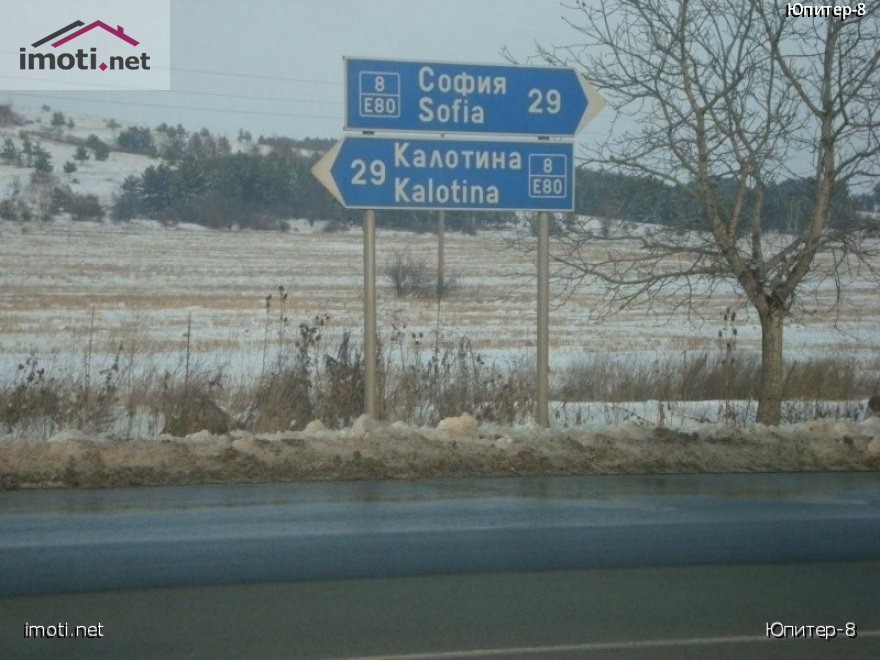 Юпитер-8
imoti.net
8
E80
София
Sofia
29
29
Калотина
Kalotina
8
E80
imoti.net
Юпитер-8